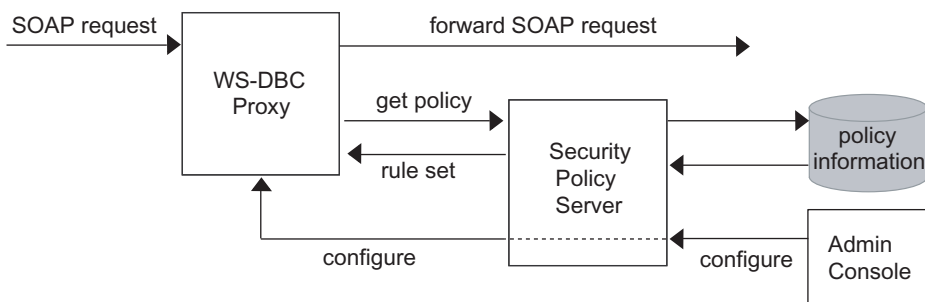 SOAP request
forward SOAP request
WS-DBC
Proxy
get policy
rule set
Security
Policy
Server
policy
information
configure
configure
Admin
Console